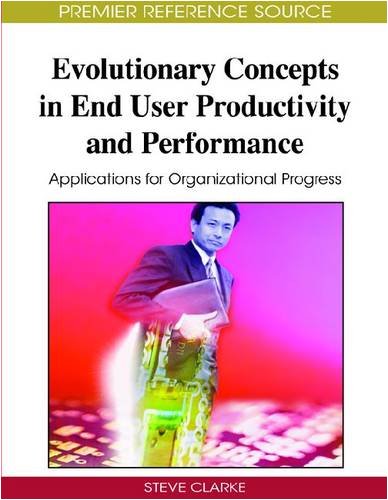 PREMIER REFERENCE SOURCE
Evolutionary Concepts
in End User Productivity
and Performance
Applications for Organizational Progress
STEVE CLARKE